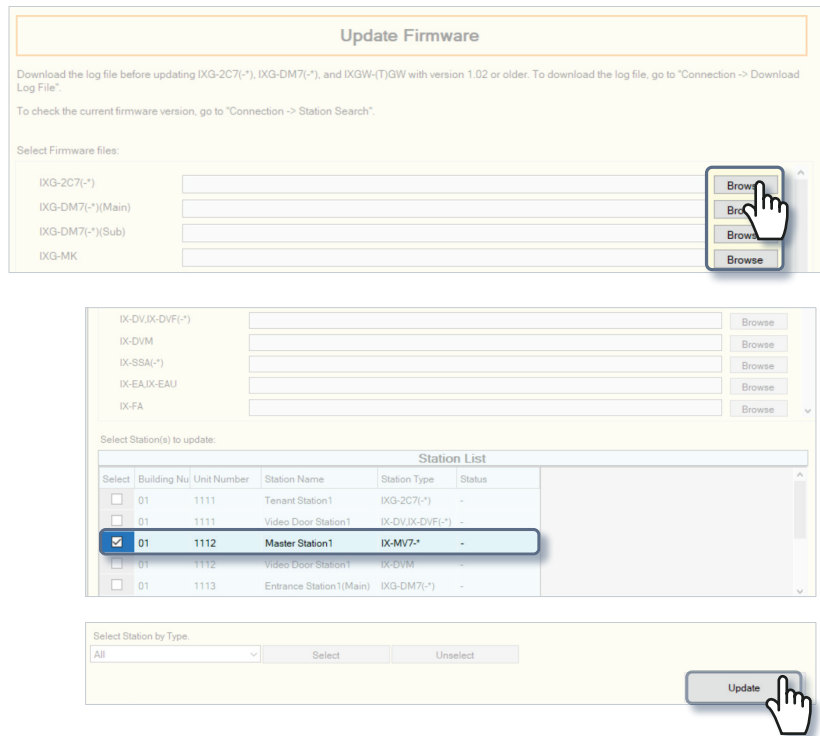 Update Firmware
Download the log file before updating IXG-2C7(-*), IXG-DM7(-*), and IXGW-(T)GW with version 1.02 or older. To download the log file, go to "Connection -> Download
Log File".
To check the current firmware version, go to "Connection -> Station Search".
Select Firmware files:
IXG-2C7(-*) Brows
IXG-DM7(-*)(Main) Br
IXG-DM7(-*)(Sub) Brows
IXG-MK Browse
IX-DV,IX-DVF(-*) Browse
IX-DVM Browse
IX-SSA(-*) Browse
IX-EA,IX-EAU Browse
IX-FA Browse
Select Station(s) to update:
Station List
Select Building Nu Unit Number Station Name Station Type Status
01 1111 Tenant Station1 IXG-2C7(-*) -
01 1111 Video Door Station1 IX-DV,IX-DVF(-*) -
01 1112 Master Station1 IX-MV7-* -
01 1112 Video Door Station1 IX-DVM -
01 1113 Entrance Station1(Main) IXG-DM7(-*) -
Select Station by Type.
All Select Unselect
Update